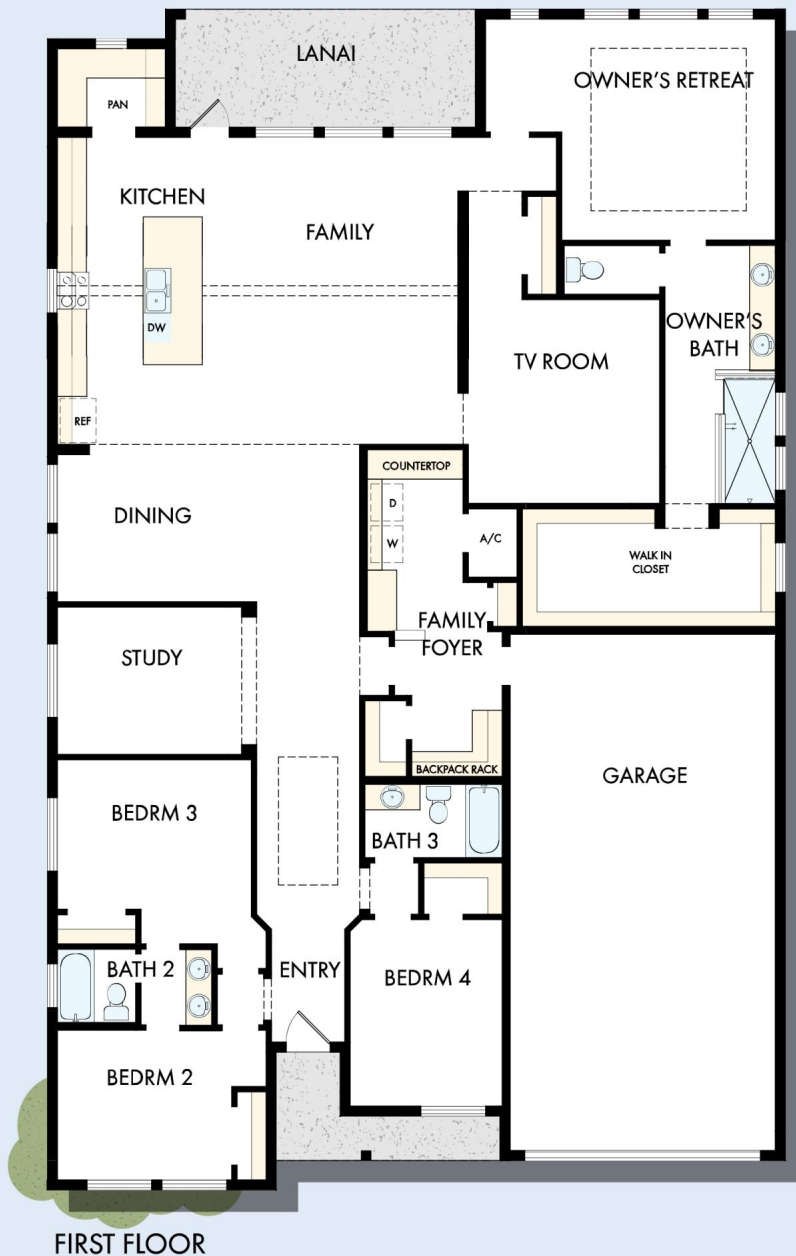 LANAI
OWNER'S RETREAT
PAN
KITCHEN
FAMILY
DW
OWNER'S
BATH
TV ROOM
REF
COUNTERTOP
D
DINING
W
A/C
WALK IN
CLOSET
FAMILY
FOYER
STUDY
BACKPACK RACK
GARAGE
BEDRM 3
BATH 3
BATH 2
ENTRY
BEDRM 4
BEDRM 2
FIRST FLOOR